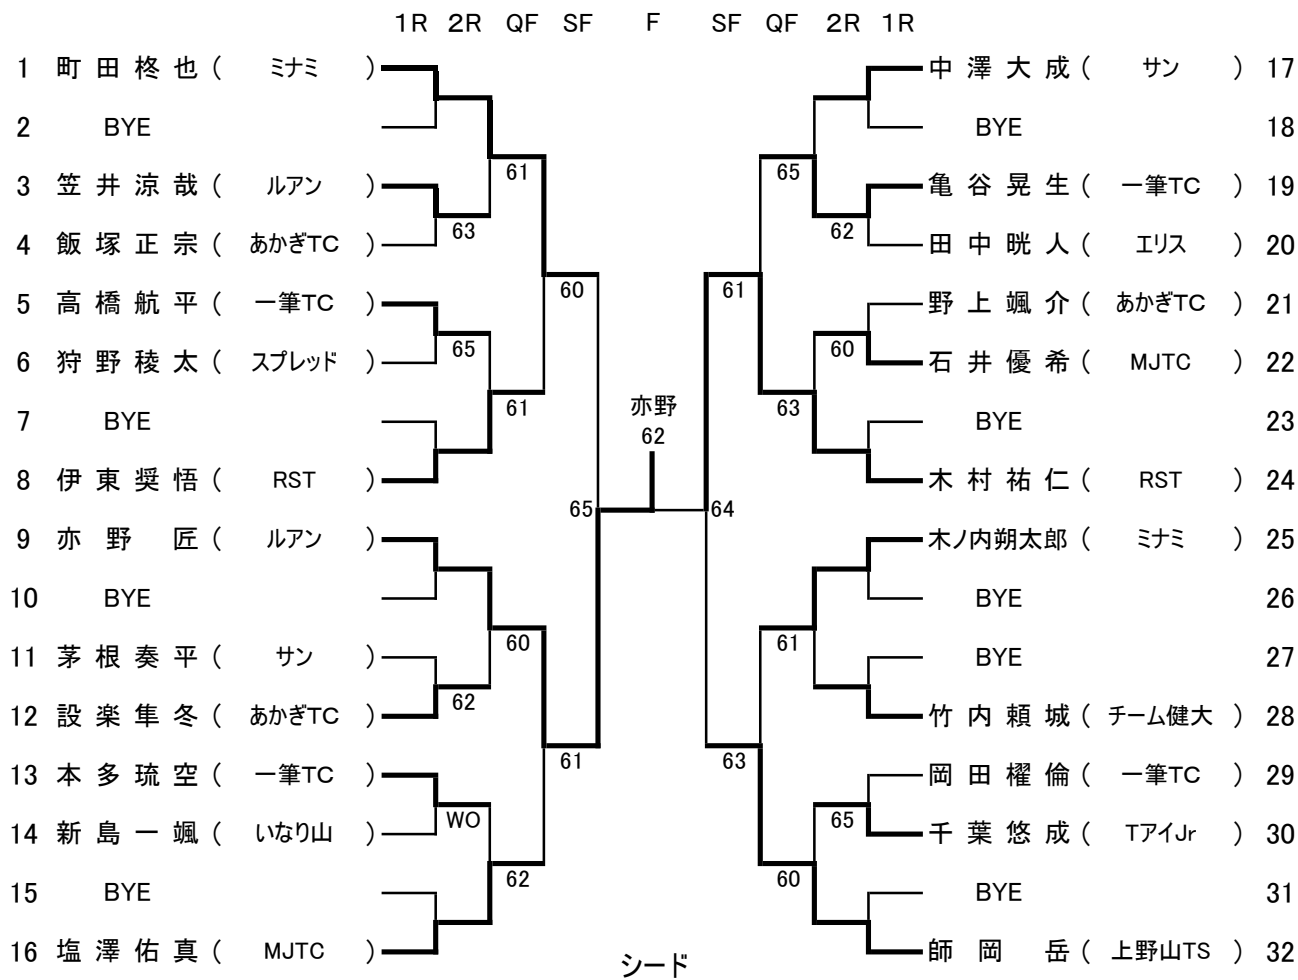 1R 2R QF SF F SF QF 2R 1R
1 町田柊也 ( ミナミ ) 中澤大成 ( サン ) 17
2 BYE BYE 18
61 65
3 笠井涼哉 ( ルアン ) 亀谷晃生 ( 一筆TC ) 19
63 62
4 飯塚正宗 ( あかぎTC ) 田中晄人 ( エリス ) 20
60 61
5 高橋航平 ( 一筆TC ) 野上颯介 ( あかぎTC ) 21
65 60
6 狩野稜太 ( スプレッド ) 石井優希 ( MJTC ) 22
61 亦野 63
7 BYE BYE 23
62
8 伊東奨悟 ( RST ) 木村祐仁 ( RST ) 24
65 64
9 亦野 匠 ( ルアン ) 木ノ内朔太郎 ( ミナミ ) 25
10 BYE BYE 26
60 61
11 茅根奏平 ( サン ) BYE 27
62
12 設楽隼冬 ( あかぎTC ) 竹内頼城 ( チーム健大 ) 28
61 63
13 本多琉空 ( 一筆TC ) 岡田櫂倫 ( 一筆TC ) 29
WO 65
14 新島一颯 ( いなり山 ) 千葉悠成 ( TアイJr ) 30
62 60
15 BYE BYE 31
16 塩澤佑真 ( MJTC ) 師岡 岳 ( 上野山TS ) 32
シード